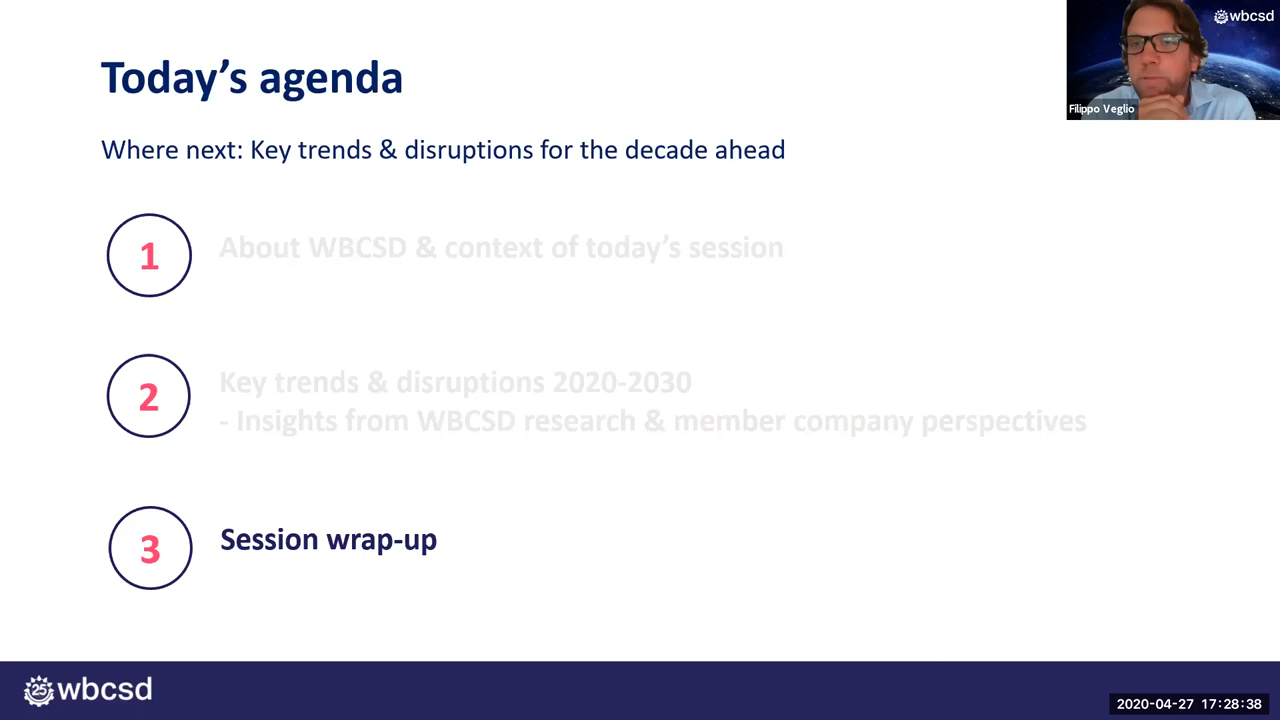 Today's agenda
wbcsd
Filippo Veglio
Where next: Key trends & disruptions for the decade ahead
1
About WBCSD & context of today's session
2
Key trends & disruptions 2020-2030
- Insights from WBCSD research & member company perspectives
3
Session wrap-up
25 wbcsd
2020-04-27 17:28:38